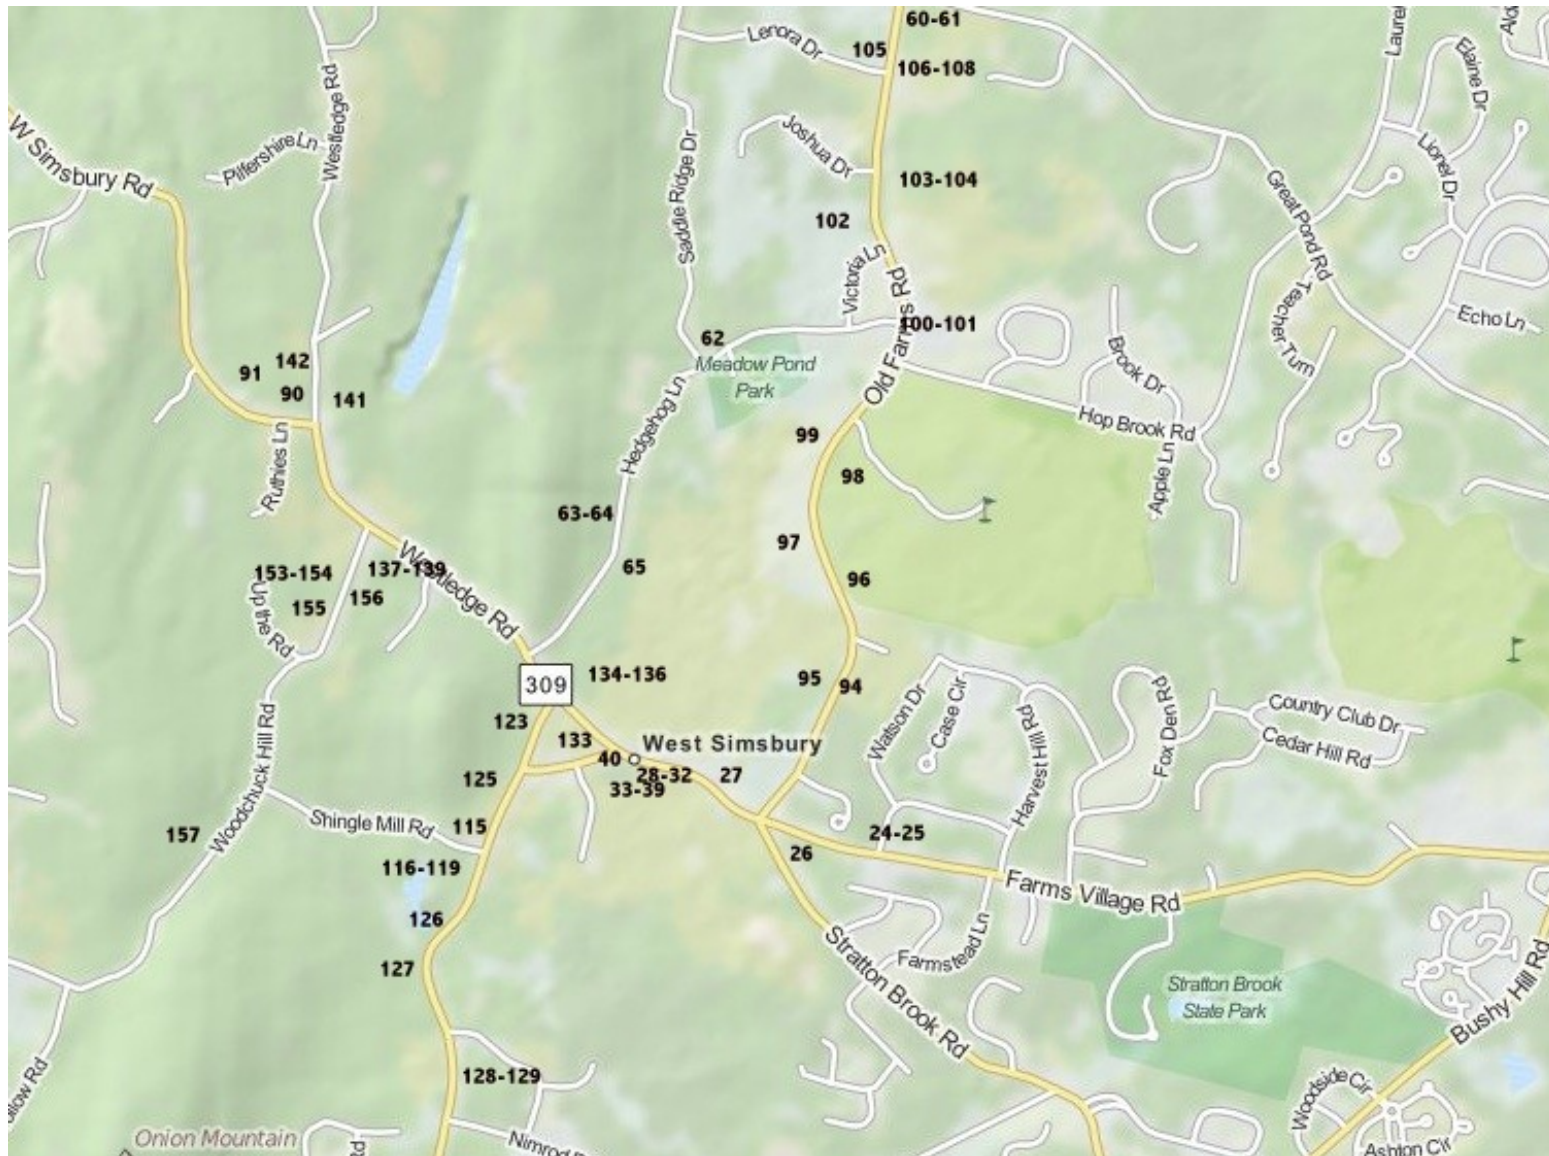 60-61
Lenora Dr
105
106-108
Elaine Dr
W Simsbury Rd
Westledge Rd
Pilfershire Ln
Joshua Dr
Lionel Dr
Saddle Ridge Dr
103-104
Great Pond Rd
102
Victoria Ln
Old Farms Rd
100-101
Teacher Turn
Echo Ln
62
Meadow Pond
Park
Brook Dr
142
91
90
141
Hedgehog Ln
Hop Brook Rd
99
Ruthies Ln
98
Apple Ln
63-64
97
Westledge Rd
65
153-154
137-139
96
155
156
Up the Rd
309
134-136
95
94
Watson Dr
Case Cir
Harvest Hill Rd
Fox Den Rd
Country Club Dr
Cedar Hill Rd
123
133
West Simsbury
40
28-32
27
33-39
125
Woodchuck Hill Rd
157
Shingle Mill Rd
115
24-25
26
116-119
Farms Village Rd
126
Farmstead Ln
Stratton Brook Rd
127
Stratton Brook
State Park
Bushy Hill Rd
128-129
Woodside Cir
Onion Mountain
Nimrod
Ashton Cir